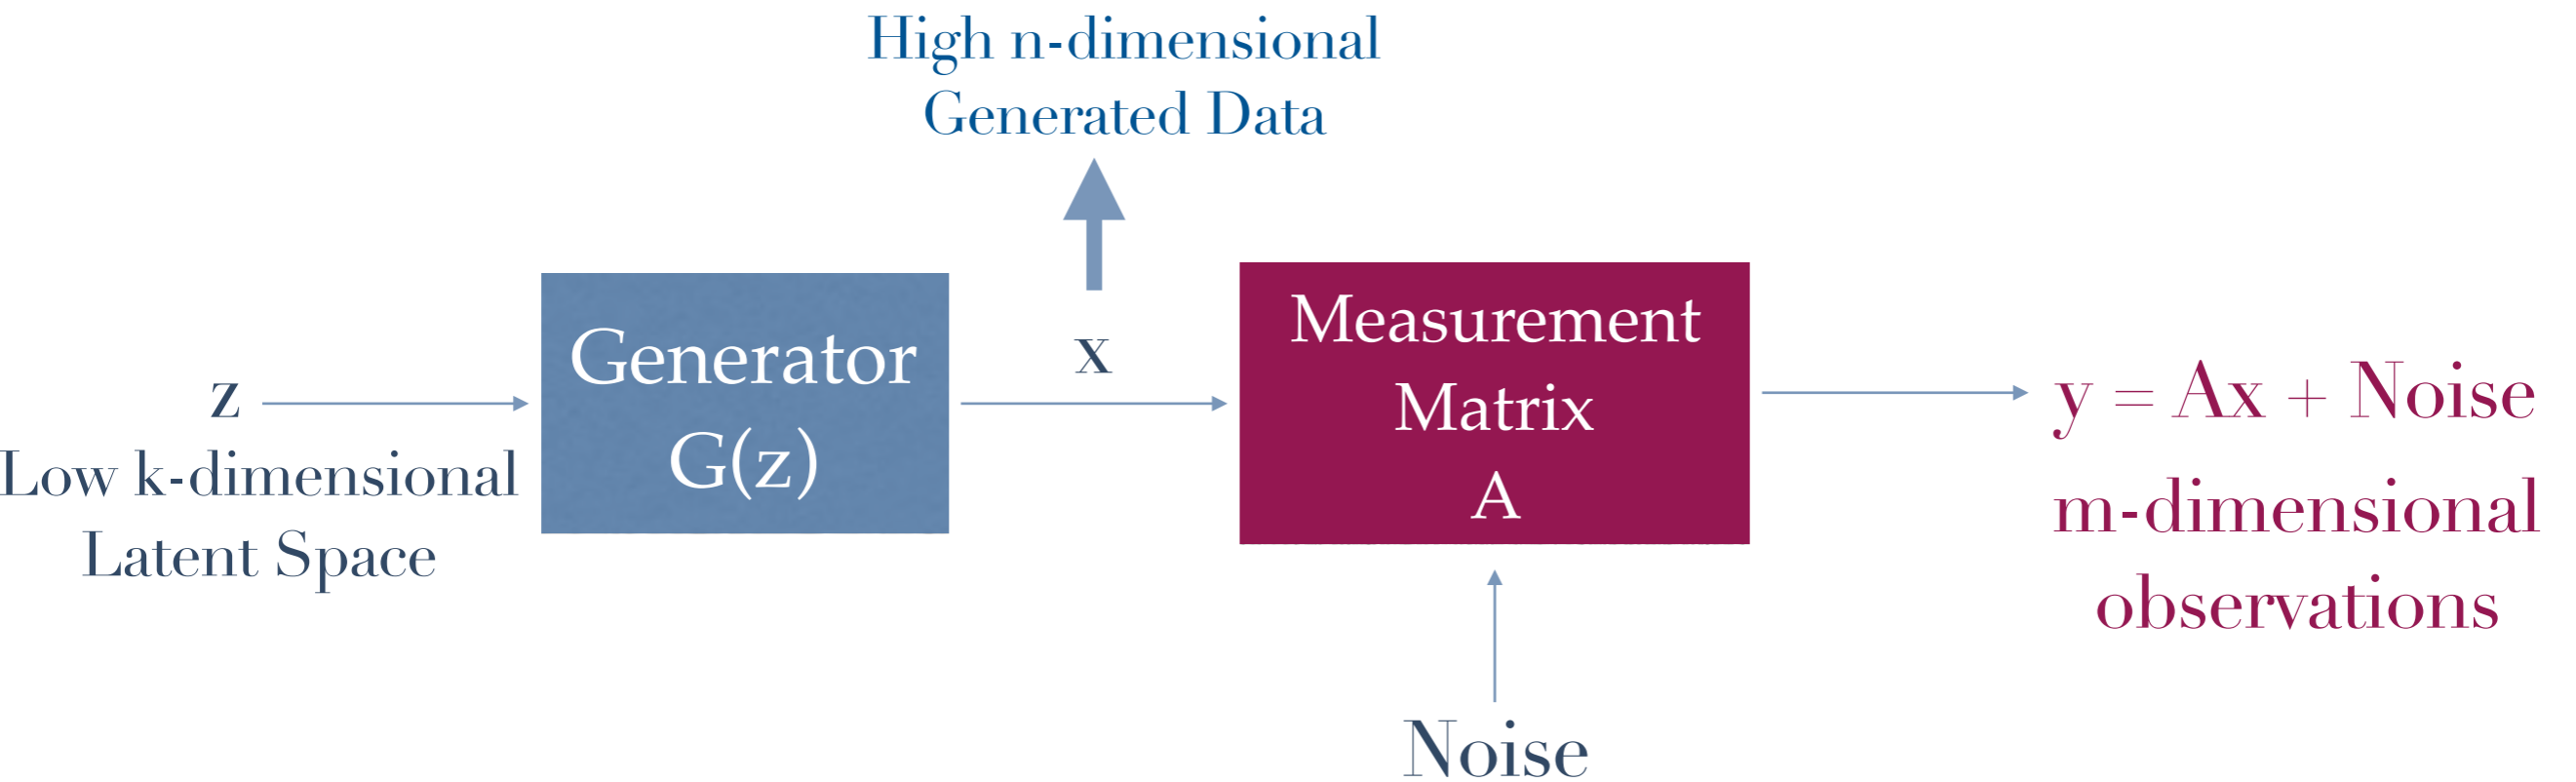 High n-dimensional
Generated Data
z
Low k-dimensional
Latent Space
Generator
G(z)
x
Measurement
Matrix
A
Noise
y = Ax + Noise
m-dimensional
observations